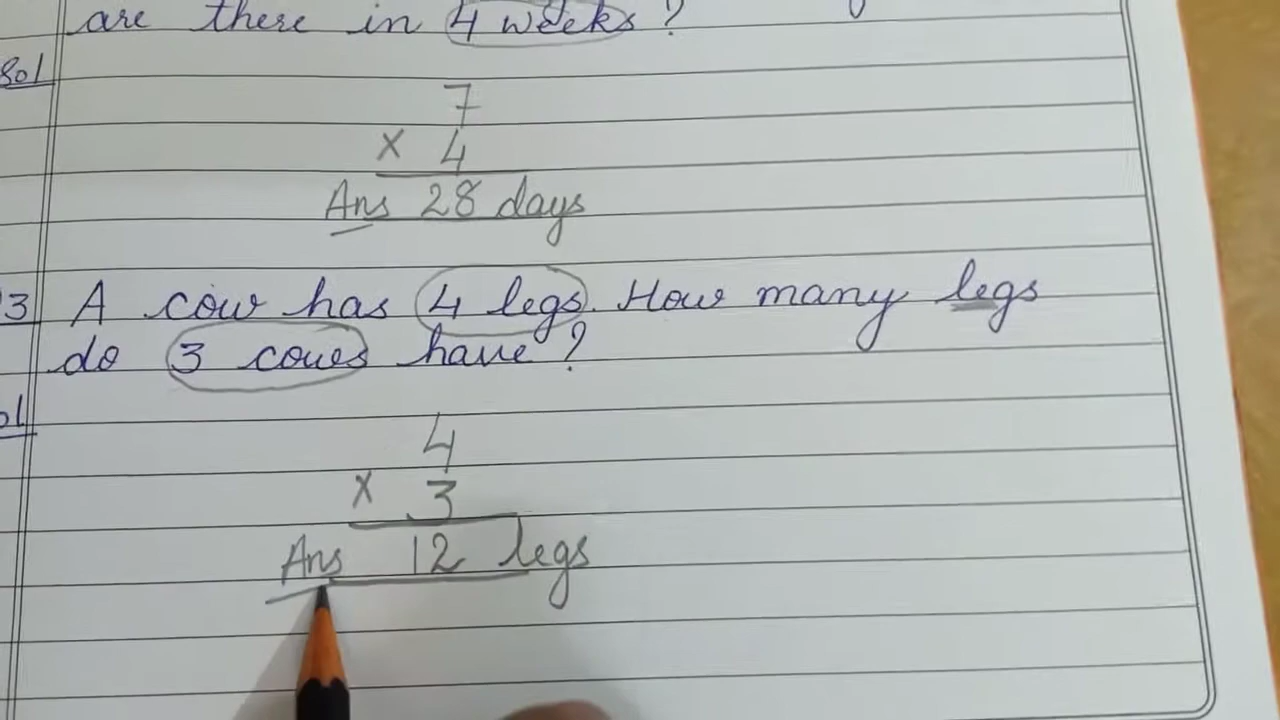 are there in 4 weeks?
Sol
7
× 4
Ans 28 days
3 A cow has 4 legs. How many legs
do 3 cows have?
ol
4
× 3
Ans 12 legs